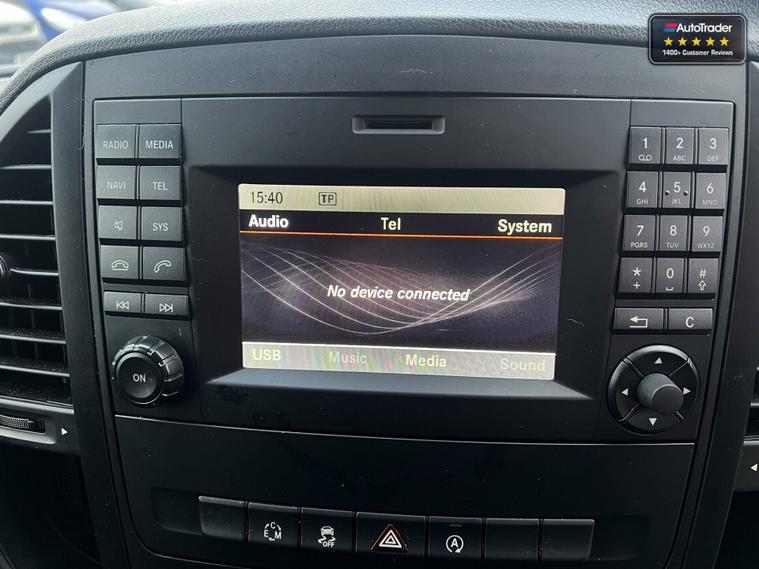 AutoTrader
1400+ Customer Reviews
RADIO MEDIA
NAVI TEL
SYS
ON
15:40 TP
Audio Tel System
No device connected
USB Music Media Sound
1 2 ABC 3 DEF
4 GHI 5 JKL 6 MNO
7 PQRS 8 TUV 9 WXYZ
* + 0 #
C
C E M
OFF
A